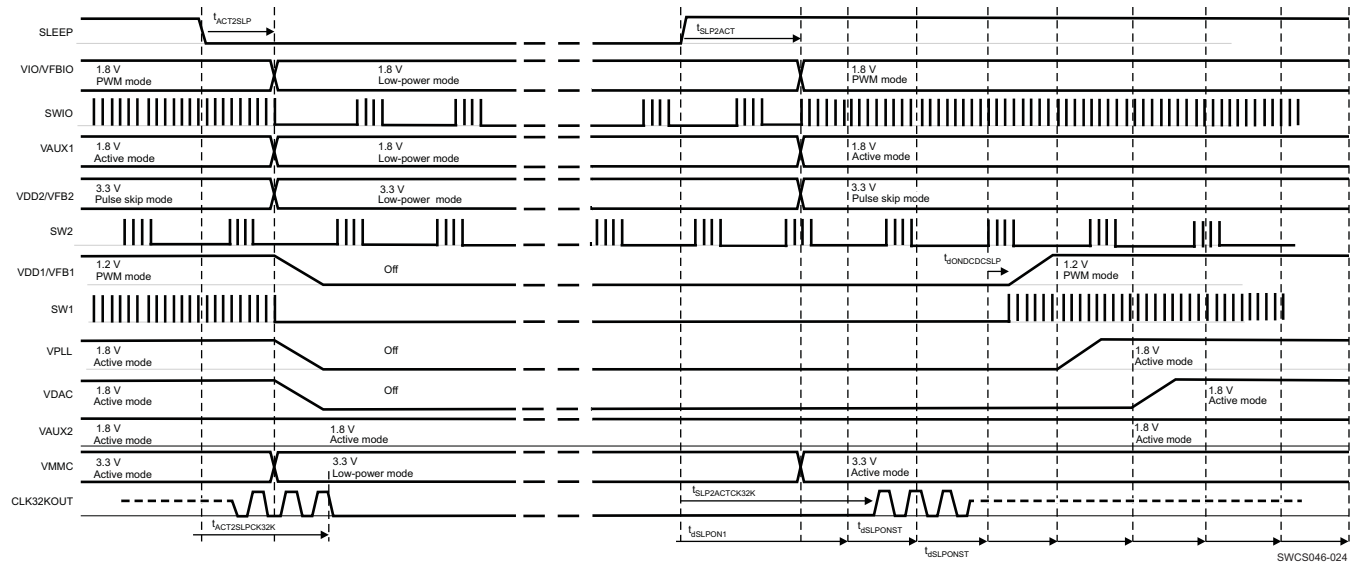 SLEEP
tACT2SLP
tSLP2ACT
VIO/VFBIO
1.8 V
PWM mode
1.8 V
Low-power mode
1.8 V
PWM mode
SWIO
VAUX1
1.8 V
Active mode
1.8 V
Low-power mode
1.8 V
Active mode
VDD2/VFB2
3.3 V
Pulse skip mode
3.3 V
Low-power mode
3.3 V
Pulse skip mode
SW2
VDD1/VFB1
1.2 V
PWM mode
Off
tdONDCDCSLP
1.2 V
PWM mode
SW1
VPLL
1.8 V
Active mode
Off
1.8 V
Active mode
VDAC
1.8 V
Active mode
Off
1.8 V
Active mode
VAUX2
1.8 V
Active mode
1.8 V
Active mode
1.8 V
Active mode
VMMC
3.3 V
Active mode
3.3 V
Low-power mode
3.3 V
Active mode
CLK32KOUT
tACT2SLPCK32K
tSLP2ACTCK32K
tdSLPON1
tdSLPONST
tdSLPONST
SWCS046-024